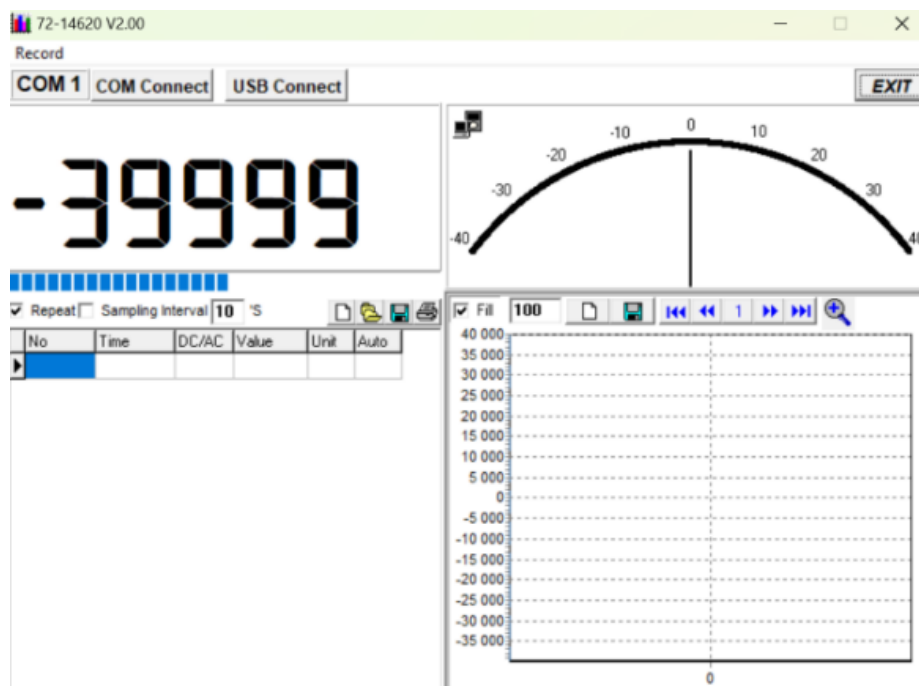 72-14620 V2.00
Record
COM 1 COM Connect USB Connect EXIT
-39999
-40 -30 -20 -10 0 10 20 30 40
Repeat Sampling Interval 10 'S
No Time DC/AC Value Unit Auto
Fill 100 1
40 000
35 000
30 000
25 000
20 000
15 000
10 000
5 000
0
-5 000
-10 000
-15 000
-20 000
-25 000
-30 000
-35 000
0